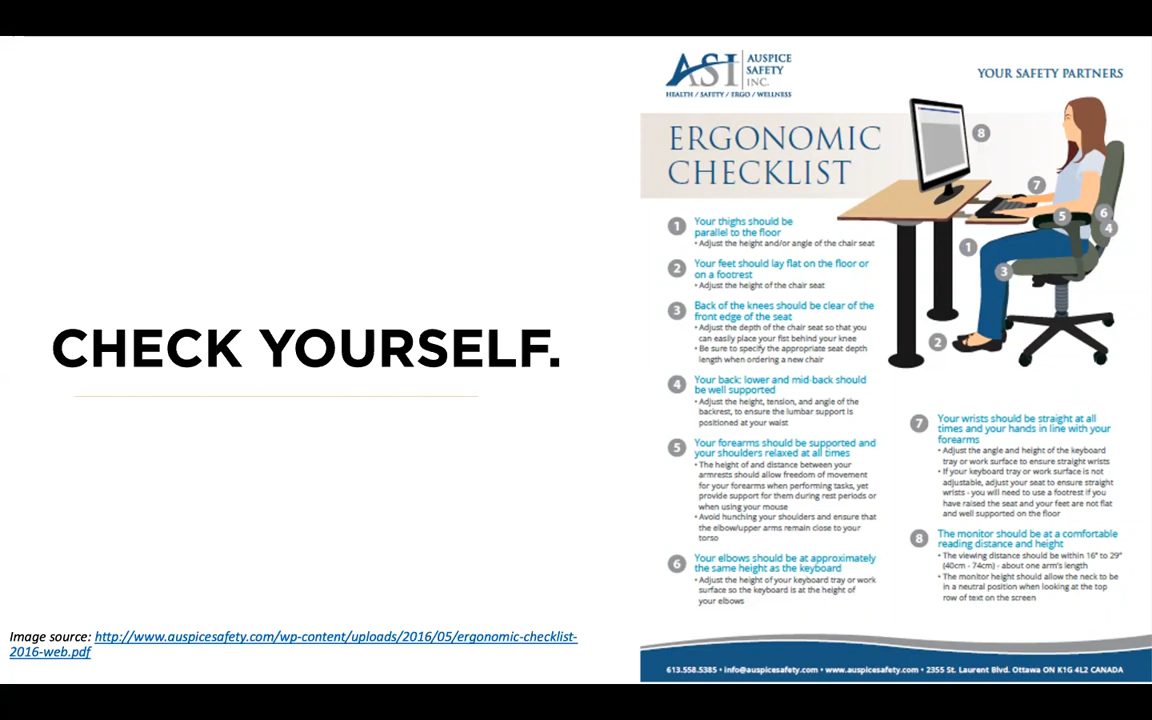 CHECK YOURSELF.
Image source: http://www.auspicesafety.com/wp-content/uploads/2016/05/ergonomic-checklist-
2016-web.pdf
ASI AUSPICE
SAFETY
INC.
HEALTH / SAFETY / ERGO / WELLNESS
YOUR SAFETY PARTNERS
ERGONOMIC
CHECKLIST
8
7
5
6
4
1
3
2
1 Your thighs should be
parallel to the floor
• Adjust the height and/or angle of the chair seat
2 Your feet should lay flat on the floor or
on a footrest
• Adjust the height of the chair seat
3 Back of the knees should be clear of the
front edge of the seat
• Adjust the depth of the chair seat so that you
can easily place your fist behind your knee
• Be sure to specify the appropriate seat depth
length when ordering a new chair
4 Your back: lower and mid-back should
be well supported
• Adjust the height, tension, and angle of the
backrest, to ensure the lumbar support is
positioned at your waist
5 Your forearms should be supported and
your shoulders relaxed at all times
• The height of and distance between your
armrests should allow freedom of movement
for your forearms when performing tasks, yet
provide support for them during rest periods or
when using your mouse
• Avoid hunching your shoulders and ensure that
the elbow/upper arms remain close to your
torso
6 Your elbows should be at approximately
the same height as the keyboard
• Adjust the height of your keyboard tray or work
surface so the keyboard is at the height of
your elbows
7 Your wrists should be straight at all
times and your hands in line with your
forearms
• Adjust the angle and height of the keyboard
tray or work surface to ensure straight wrists
• If your keyboard tray or work surface is not
adjustable, adjust your seat to ensure straight
wrists - you will need to use a footrest if you
have raised the seat and your feet are not flat
and well supported on the floor
8 The monitor should be at a comfortable
reading distance and height
• The viewing distance should be within 16" to 29"
(40cm - 74cm) - about one arm's length
• The monitor height should allow the neck to be
in a neutral position when looking at the top
row of text on the screen
613.558.5385 • info@auspicesafety.com • www.auspicesafety.com • 2355 St. Laurent Blvd. Ottawa ON K1G 4L2 CANADA